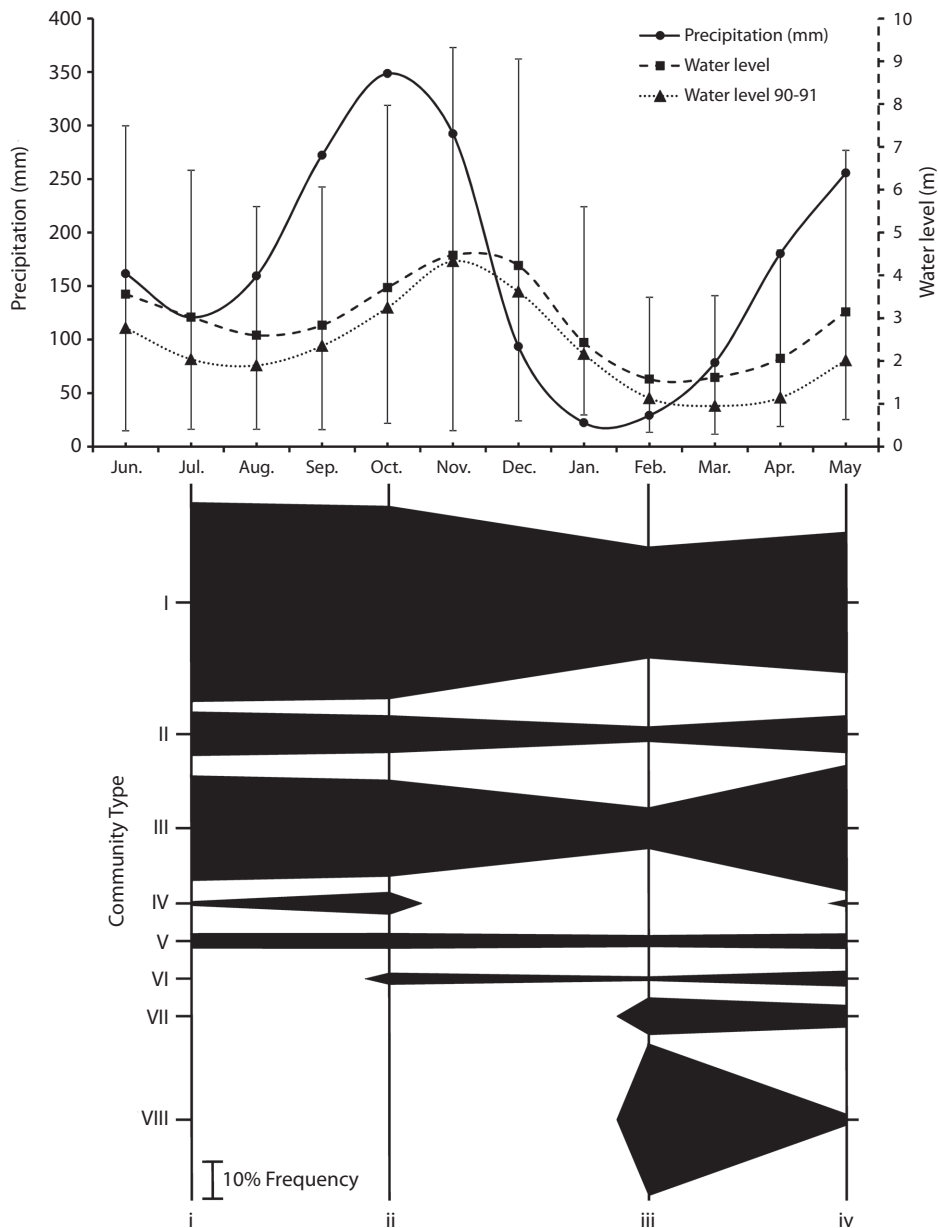 400
350
300
250
200
150
100
50
0
Precipitation (mm)
10
9
8
7
6
5
4
3
2
1
0
Water level (m)
Precipitation (mm)
Water level
Water level 90-91
Jun. Jul. Aug. Sep. Oct. Nov. Dec. Jan. Feb. Mar. Apr. May
Community Type
I
II
III
IV
V
VI
VII
VIII
10% Frequency
i ii iii iv